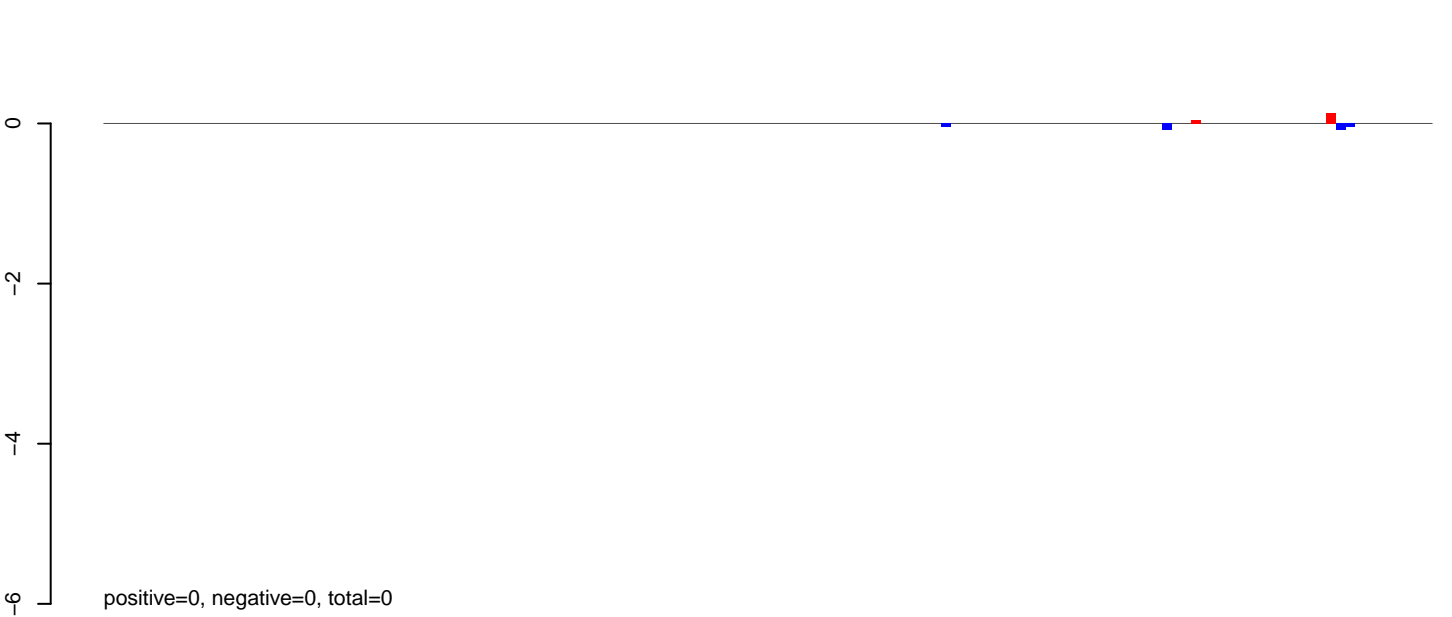 0
−2
−4
−6
positive=0, negative=0, total=0